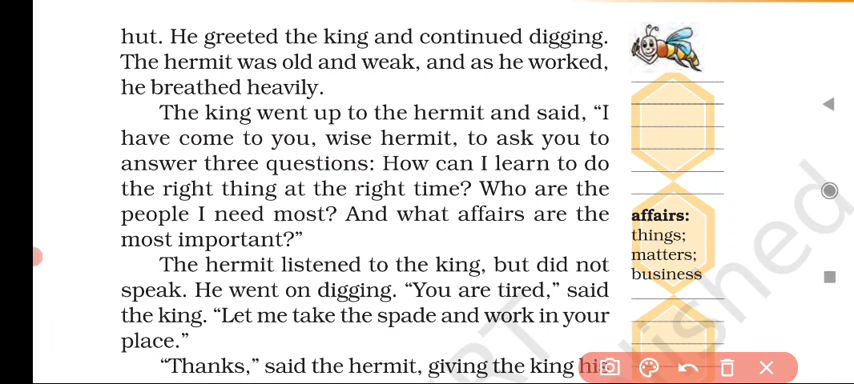 hut. He greeted the king and continued digging.
The hermit was old and weak, and as he worked,
he breathed heavily.
The king went up to the hermit and said, “I
have come to you, wise hermit, to ask you to
answer three questions: How can I learn to do
the right thing at the right time? Who are the
people I need most? And what affairs are the
most important?”
The hermit listened to the king, but did not
speak. He went on digging. “You are tired,” said
the king. “Let me take the spade and work in your
place.”
“Thanks,” said the hermit, giving the king
affairs:
things;
matters;
business